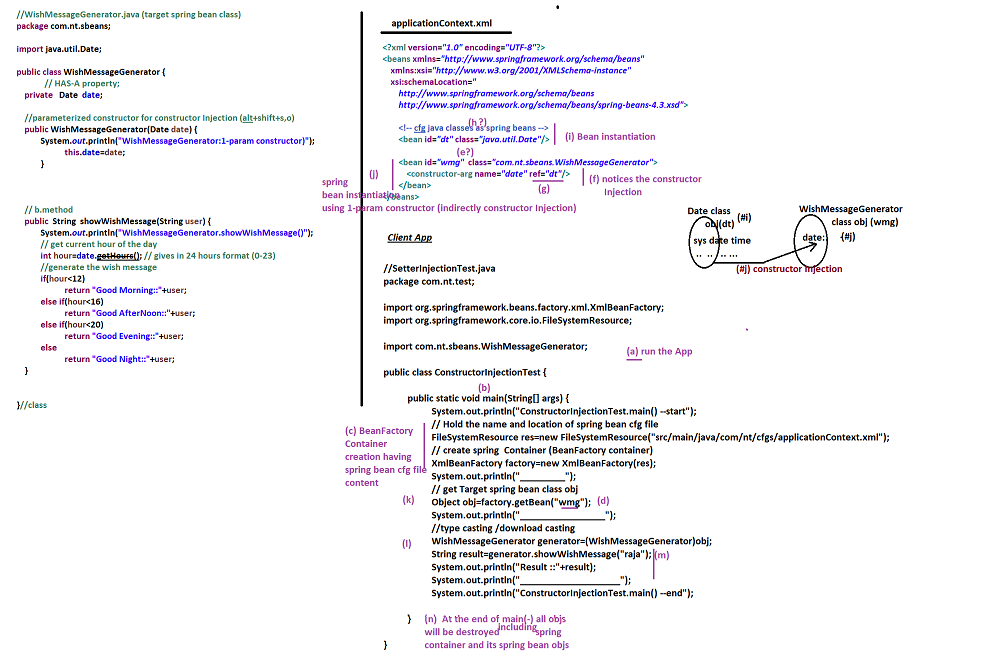 //WishMessageGenerator.java (target spring bean class)
package com.nt.sbeans;
import java.util.Date;
public class WishMessageGenerator {
// HAS-A property;
private Date date;
//parameterized constructor for constructor Injection (alt+shift+s,o)
public WishMessageGenerator(Date date) {
System.out.println("WishMessageGenerator:1-param constructor)");
this.date=date;
}
// b.method
public String showWishMessage(String user) {
System.out.println("WishMessageGenerator.showWishMessage()");
// get current hour of the day
int hour=date.getHours(); // gives in 24 hours format (0-23)
//generate the wish message
if(hour<12)
return "Good Morning::"+user;
else if(hour<16)
return "Good AfterNoon::"+user;
else if(hour<20)
return "Good Evening::"+user;
else
return "Good Night::"+user;
}
}//class
applicationContext.xml
<?xml version="1.0" encoding="UTF-8"?>
<beans xmlns="http://www.springframework.org/schema/beans"
xmlns:xsi="http://www.w3.org/2001/XMLSchema-instance"
xsi:schemaLocation="
http://www.springframework.org/schema/beans
http://www.springframework.org/schema/beans/spring-beans-4.3.xsd">
(h?)
<!-- cfg java classes as spring beans -->
<bean id="dt" class="java.util.Date"/>
(i) Bean instantiation
(e?)
<bean id="wmg" class="com.nt.sbeans.WishMessageGenerator">
<constructor-arg name="date" ref="dt"/>
</bean>
</beans>
(g)
(f) notices the constructor
Injection
(j)
spring
bean instantiation
using 1-param constructor (indirectly constructor Injection)
Date class
obj(dt)
(#i)
sys date time
.. .. .. ...
WishMessageGenerator
class obj (wmg)
date:
{#j)
(#j) constructor Injection
Client App
//SetterInjectionTest.java
package com.nt.test;
import org.springframework.beans.factory.xml.XmlBeanFactory;
import org.springframework.core.io.FileSystemResource;
import com.nt.sbeans.WishMessageGenerator;
(a) run the App
public class ConstructorInjectionTest {
(b)
public static void main(String[] args) {
System.out.println("ConstructorInjectionTest.main() --start");
// Hold the name and location of spring bean cfg file
FileSystemResource res=new FileSystemResource("src/main/java/com/nt/cfgs/applicationContext.xml");
// create spring Container (BeanFactory container)
XmlBeanFactory factory=new XmlBeanFactory(res);
System.out.println("_________");
// get Target spring bean class obj
Object obj=factory.getBean("wmg"); (d)
System.out.println("_________________");
//type casting /download casting
WishMessageGenerator generator=(WishMessageGenerator)obj;
String result=generator.showWishMessage("raja"); (m)
System.out.println("Result ::"+result);
System.out.println("____________________");
System.out.println("ConstructorInjectionTest.main() --end");
}
}
(c) BeanFactory
Container
creation having
spring bean cfg file
content
(k)
(l)
(n) At the end of main(-) all objs
will be destroyed including spring
container and its spring bean objs